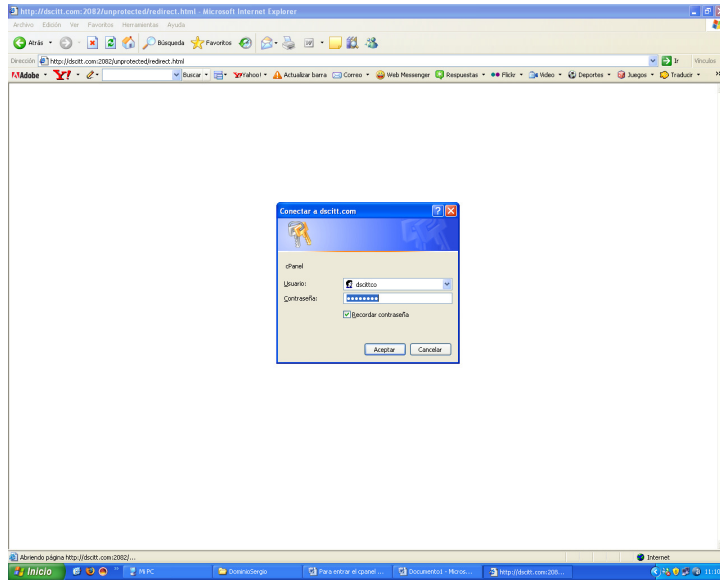 http://dscitt.com:2082/unprotected/redirect.html - Microsoft Internet Explorer
Archivo Edición Ver Favoritos Herramientas Ayuda
Atrás Búsqueda Favoritos
Dirección http://dscitt.com:2082/unprotected/redirect.html Ir Vínculos
Adobe Y! Buscar Yahoo! Actualizar barra Correo Web Messenger Respuestas Flickr Video Deportes Juegos Traducir
Conectar a dscitt.com
cPanel
Usuario: dscittco
Contraseña: ••••••••
Recordar contraseña
Aceptar Cancelar
Abriendo página http://dscitt.com:2082/... Internet
Inicio Mi PC DominioSergio Para entrar el cpanel ... Documento1 - Micros... http://dscitt.com:208... 11:10